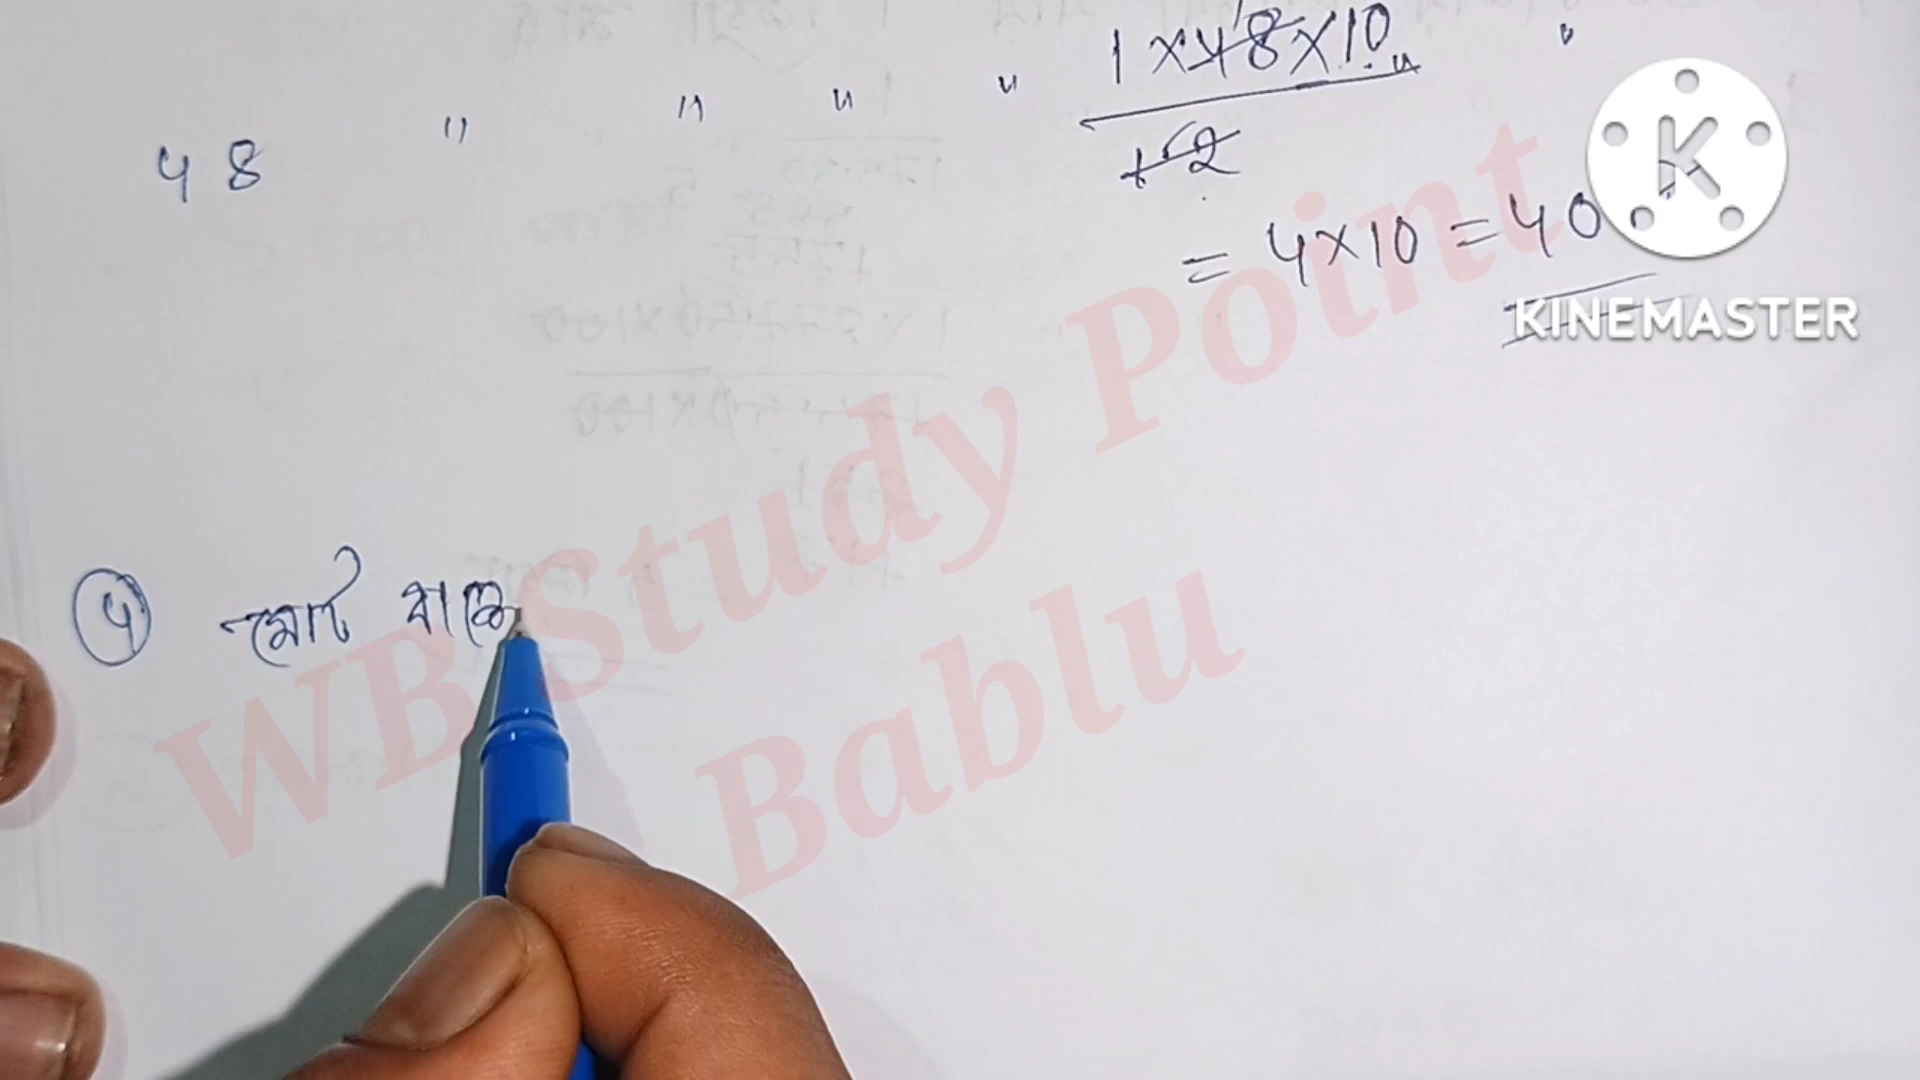 1 × 48 × 10
48 " " " " "
12
= 4×10 = 40
KINEMASTER
WB Study Point
Bablu
④ মোট বাক্সে